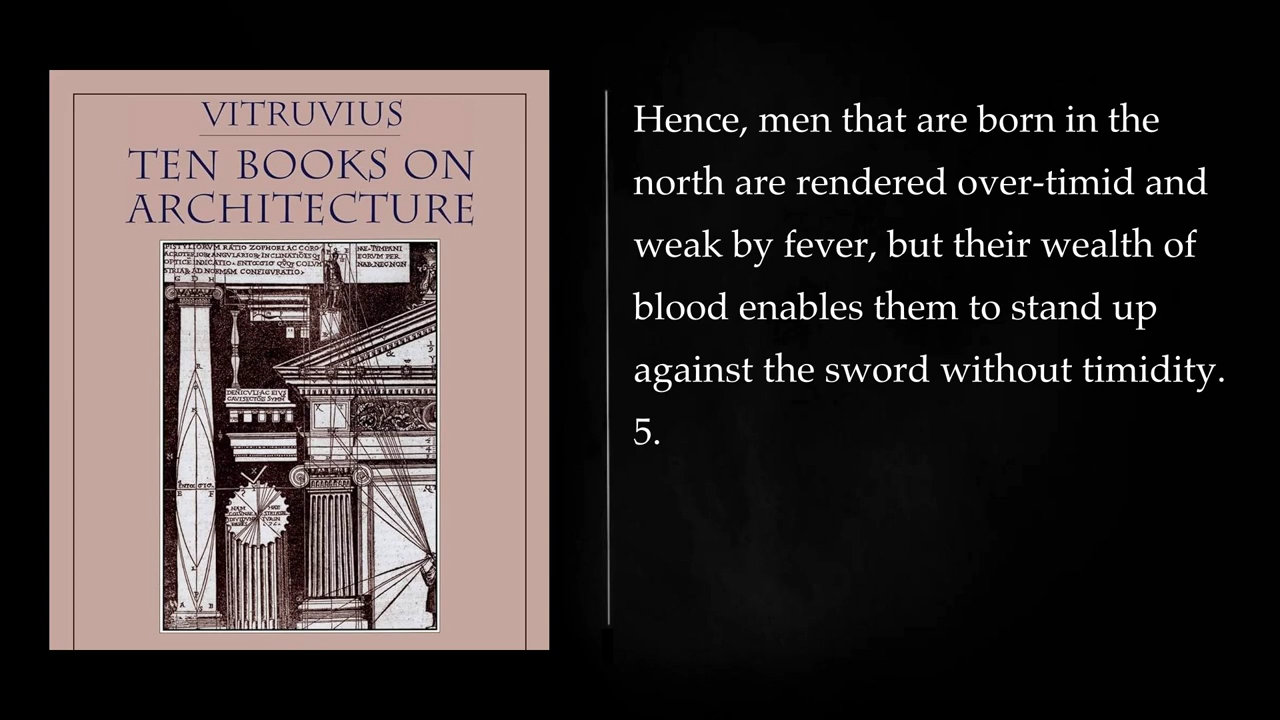 VITRUVIUS
TEN BOOKS ON
ARCHITECTURE
Hence, men that are born in the
north are rendered over-timid and
weak by fever, but their wealth of
blood enables them to stand up
against the sword without timidity.
5.